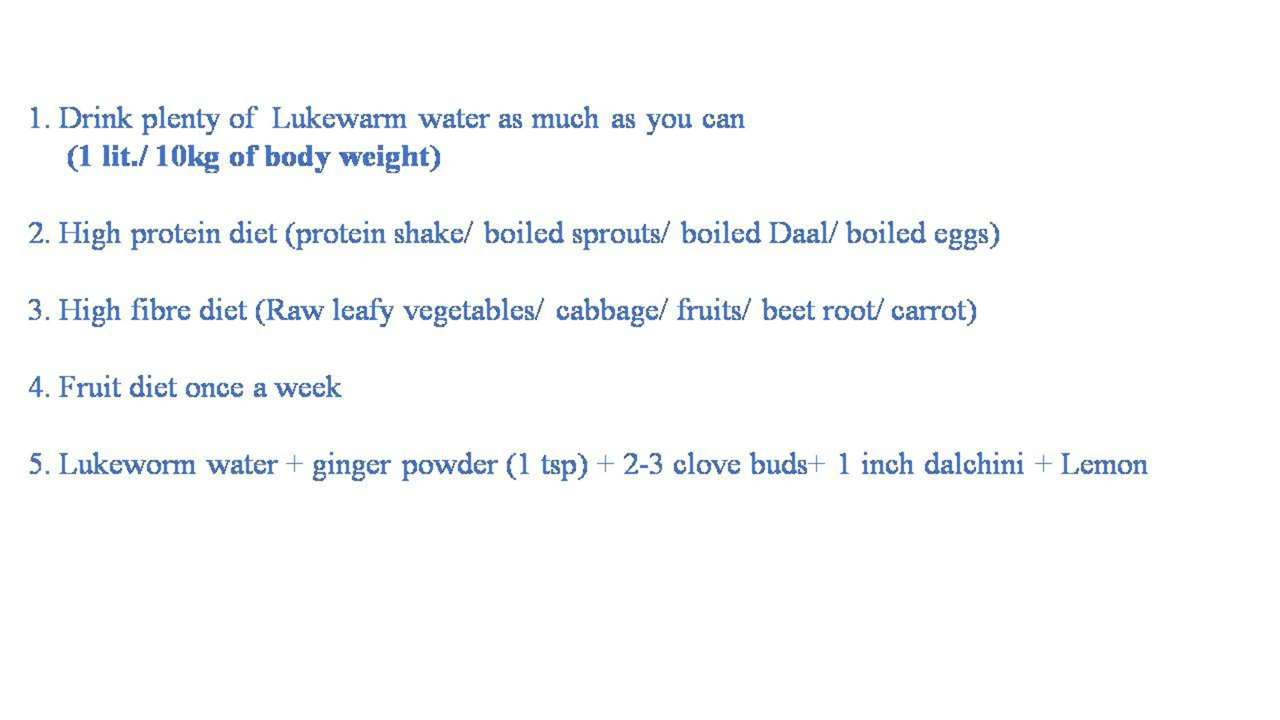 1. Drink plenty of Lukewarm water as much as you can
(1 lit./ 10kg of body weight)
2. High protein diet (protein shake/ boiled sprouts/ boiled Daal/ boiled eggs)
3. High fibre diet (Raw leafy vegetables/ cabbage/ fruits/ beet root/ carrot)
4. Fruit diet once a week
5. Lukeworm water + ginger powder (1 tsp) + 2-3 clove buds+ 1 inch dalchini + Lemon